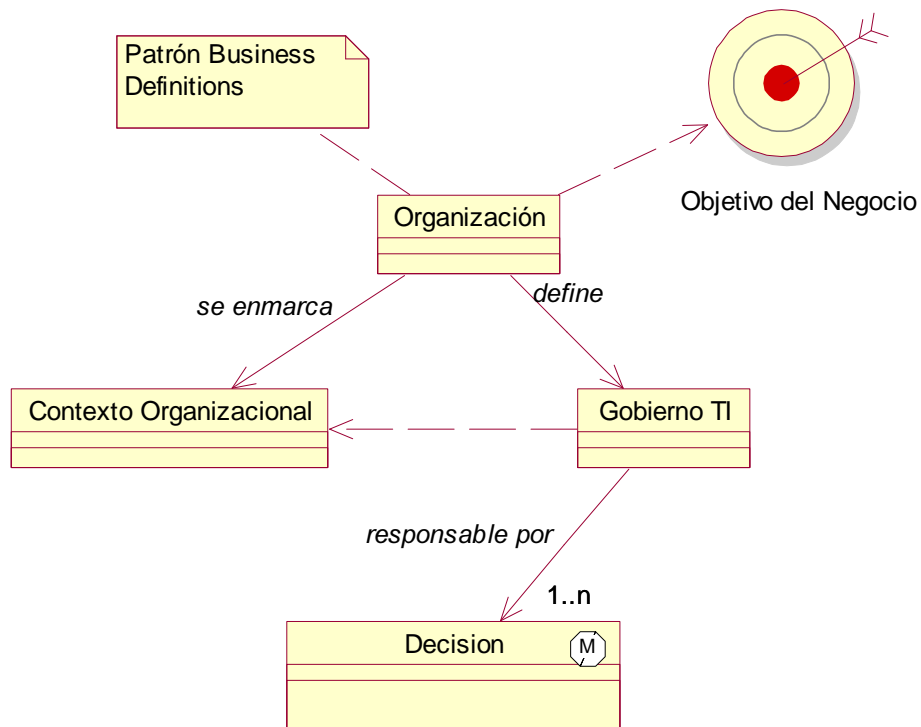 Patrón Business
Definitions
Objetivo del Negocio
Organización
se enmarca
define
Contexto Organizacional
Gobierno TI
responsable por
1..n
Decision
M